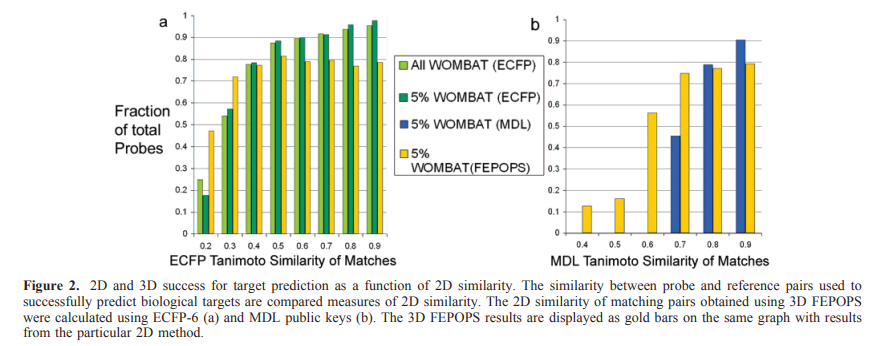 a
1
0.9
0.8
0.7
0.6
0.5
0.4
0.3
0.2
0.1
0
Fraction
of total
Probes
0.2 0.3 0.4 0.5 0.6 0.7 0.8 0.9
ECFP Tanimoto Similarity of Matches
All WOMBAT (ECFP)
5% WOMBAT (ECFP)
5% WOMBAT (MDL)
5%
WOMBAT(FEPOPS)
b
1
0.9
0.8
0.7
0.6
0.5
0.4
0.3
0.2
0.1
0
0.4 0.5 0.6 0.7 0.8 0.9
MDL Tanimoto Similarity of Matches
Figure 2. 2D and 3D success for target prediction as a function of 2D similarity. The similarity between probe and reference pairs used to
successfully predict biological targets are compared measures of 2D similarity. The 2D similarity of matching pairs obtained using 3D FEPOPS
were calculated using ECFP-6 (a) and MDL public keys (b). The 3D FEPOPS results are displayed as gold bars on the same graph with results
from the particular 2D method.